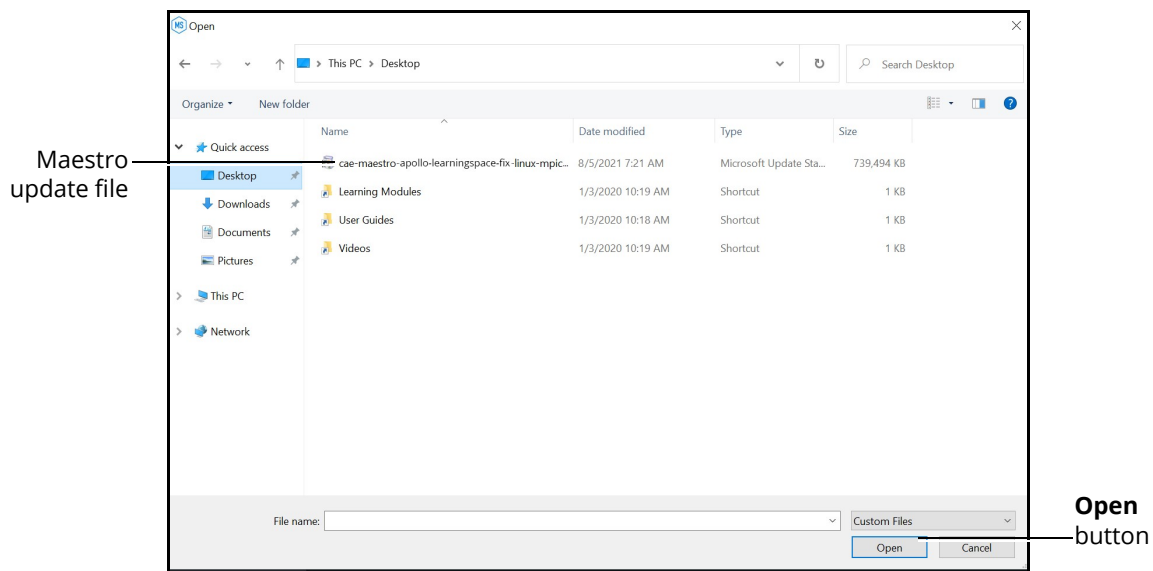 MS Open
This PC > Desktop
Search Desktop
Organize New folder
Name Date modified Type Size
Quick access
Desktop
Downloads
Documents
Pictures
This PC
Network
cae-maestro-apollo-learningspace-fix-linux-mpic... 8/5/2021 7:21 AM Microsoft Update Sta... 739,494 KB
Learning Modules 1/3/2020 10:19 AM Shortcut 1 KB
User Guides 1/3/2020 10:18 AM Shortcut 1 KB
Videos 1/3/2020 10:19 AM Shortcut 1 KB
Maestro
update file
File name:
Custom Files
Open Cancel
Open
button